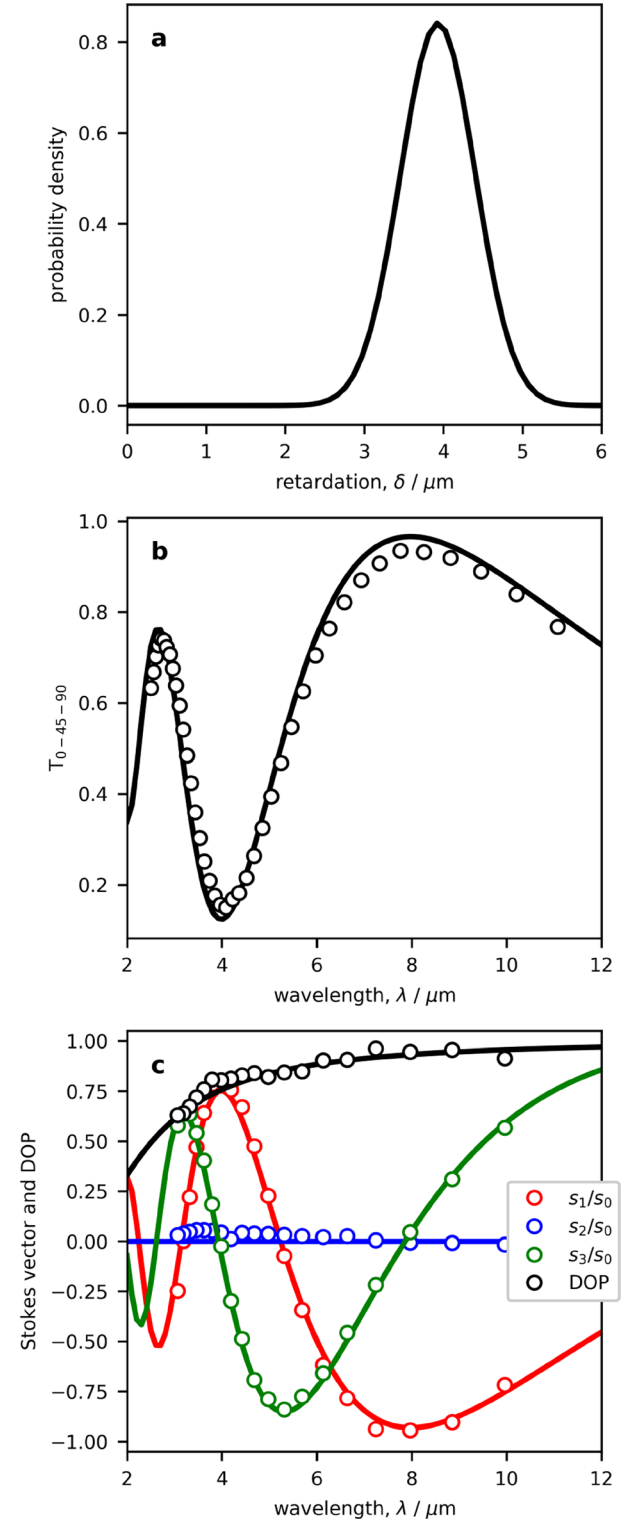 a
0.8
0.6
0.4
0.2
0.0
probability density
0 1 2 3 4 5 6
retardation, δ / μm
b
1.0
0.8
0.6
0.4
0.2
T0−45−90
2 4 6 8 10 12
wavelength, λ / μm
c
1.00
0.75
0.50
0.25
0.00
−0.25
−0.50
−0.75
−1.00
Stokes vector and DOP
s1/s0
s2/s0
s3/s0
DOP
2 4 6 8 10 12
wavelength, λ / μm